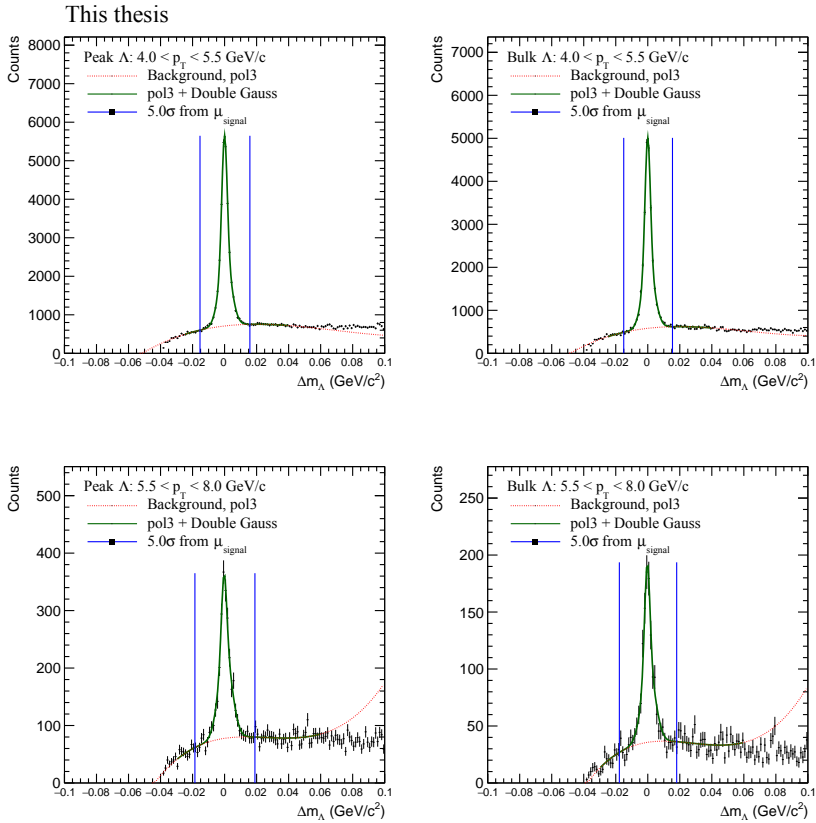 This thesis
Counts
8000
7000
6000
5000
4000
3000
2000
1000
0
Peak Λ: 4.0 < p_T < 5.5 GeV/c
Background, pol3
pol3 + Double Gauss
5.0σ from μ_signal
−0.1 −0.08 −0.06 −0.04 −0.02 0 0.02 0.04 0.06 0.08 0.1
Δm_Λ (GeV/c²)
Counts
7000
6000
5000
4000
3000
2000
1000
0
Bulk Λ: 4.0 < p_T < 5.5 GeV/c
Background, pol3
pol3 + Double Gauss
5.0σ from μ_signal
−0.1 −0.08 −0.06 −0.04 −0.02 0 0.02 0.04 0.06 0.08 0.1
Δm_Λ (GeV/c²)
Counts
500
400
300
200
100
0
Peak Λ: 5.5 < p_T < 8.0 GeV/c
Background, pol3
pol3 + Double Gauss
5.0σ from μ_signal
−0.1 −0.08 −0.06 −0.04 −0.02 0 0.02 0.04 0.06 0.08 0.1
Δm_Λ (GeV/c²)
Counts
250
200
150
100
50
0
Bulk Λ: 5.5 < p_T < 8.0 GeV/c
Background, pol3
pol3 + Double Gauss
5.0σ from μ_signal
−0.1 −0.08 −0.06 −0.04 −0.02 0 0.02 0.04 0.06 0.08 0.1
Δm_Λ (GeV/c²)